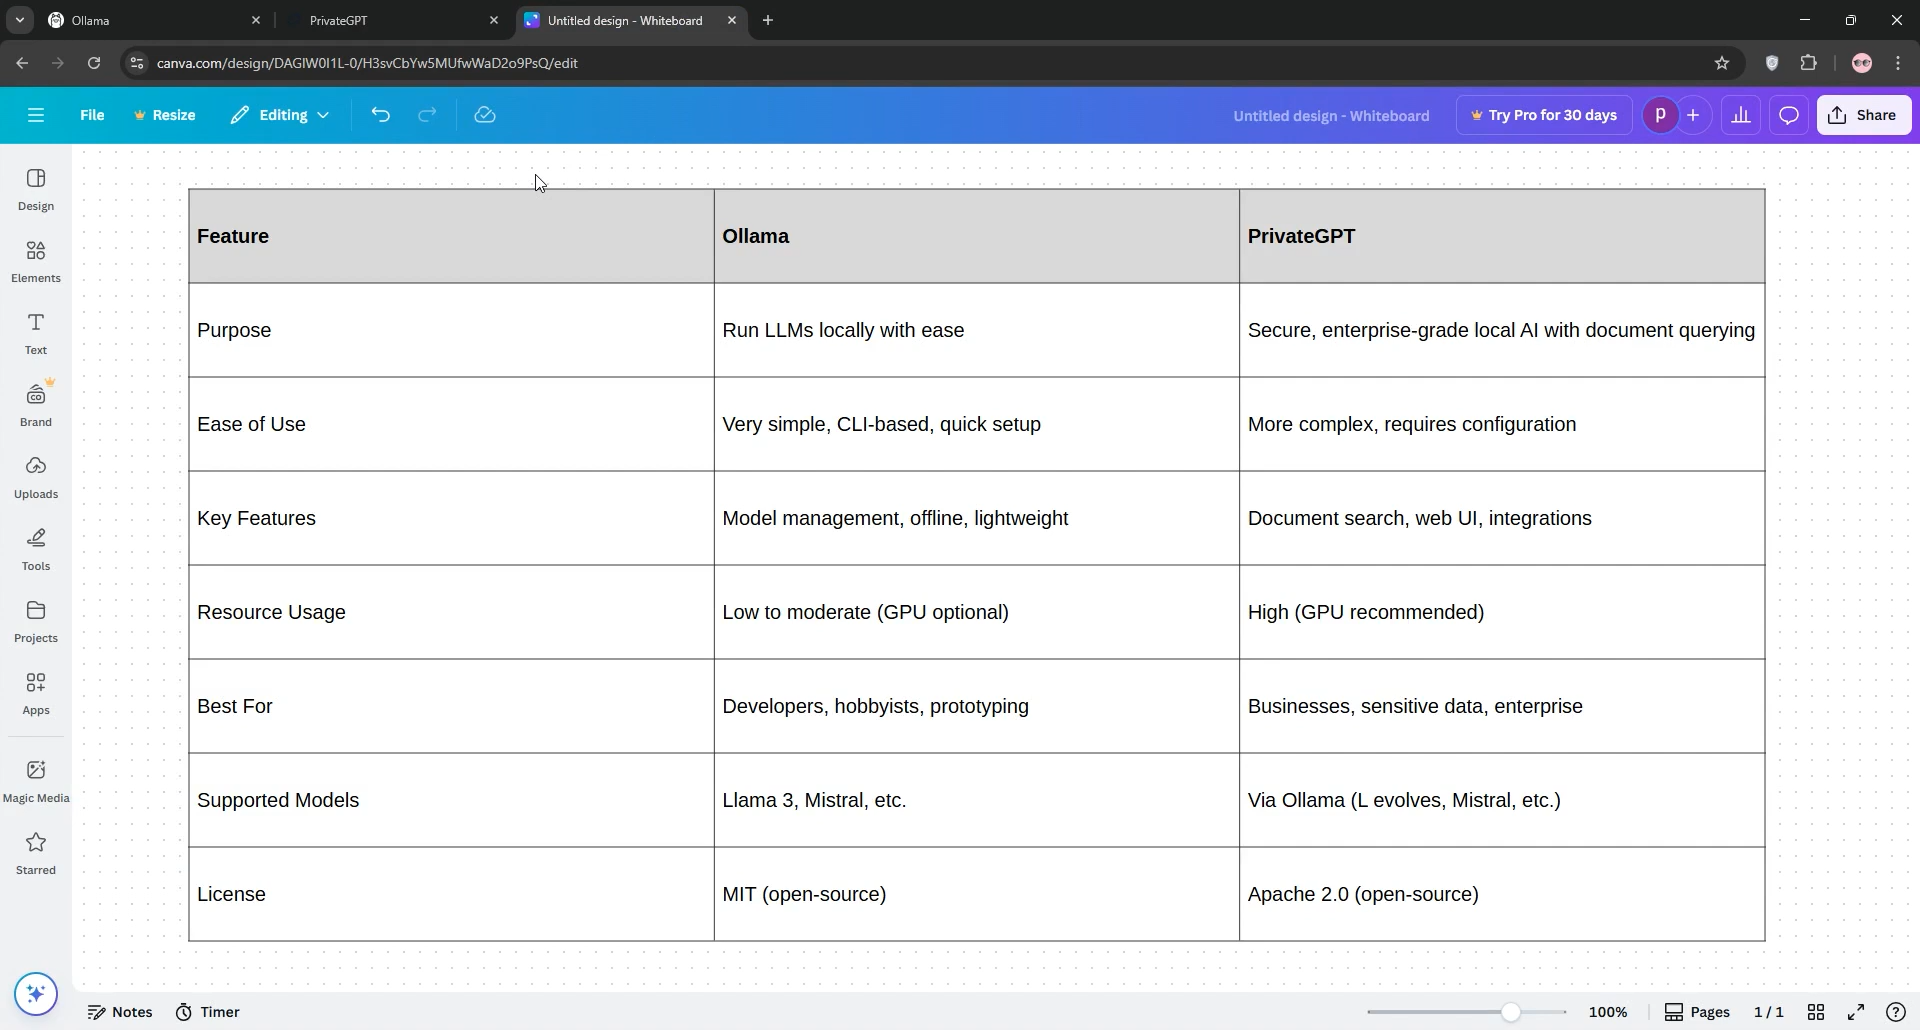 Ollama
PrivateGPT
Untitled design - Whiteboard
canva.com/design/DAGIW0I1L-0/H3svCbYw5MUfwWaD2o9PsQ/edit
File
Resize
Editing
Untitled design - Whiteboard
Try Pro for 30 days
P
Share
Design
Elements
Text
CO
Brand
Uploads
Tools
Projects
Apps
Magic Media
Starred
Feature Ollama PrivateGPT
Purpose Run LLMs locally with ease Secure, enterprise-grade local AI with document querying
Ease of Use Very simple, CLI-based, quick setup More complex, requires configuration
Key Features Model management, offline, lightweight Document search, web UI, integrations
Resource Usage Low to moderate (GPU optional) High (GPU recommended)
Best For Developers, hobbyists, prototyping Businesses, sensitive data, enterprise
Supported Models Llama 3, Mistral, etc. Via Ollama (L evolves, Mistral, etc.)
License MIT (open-source) Apache 2.0 (open-source)
Notes
Timer
100%
Pages
1 / 1